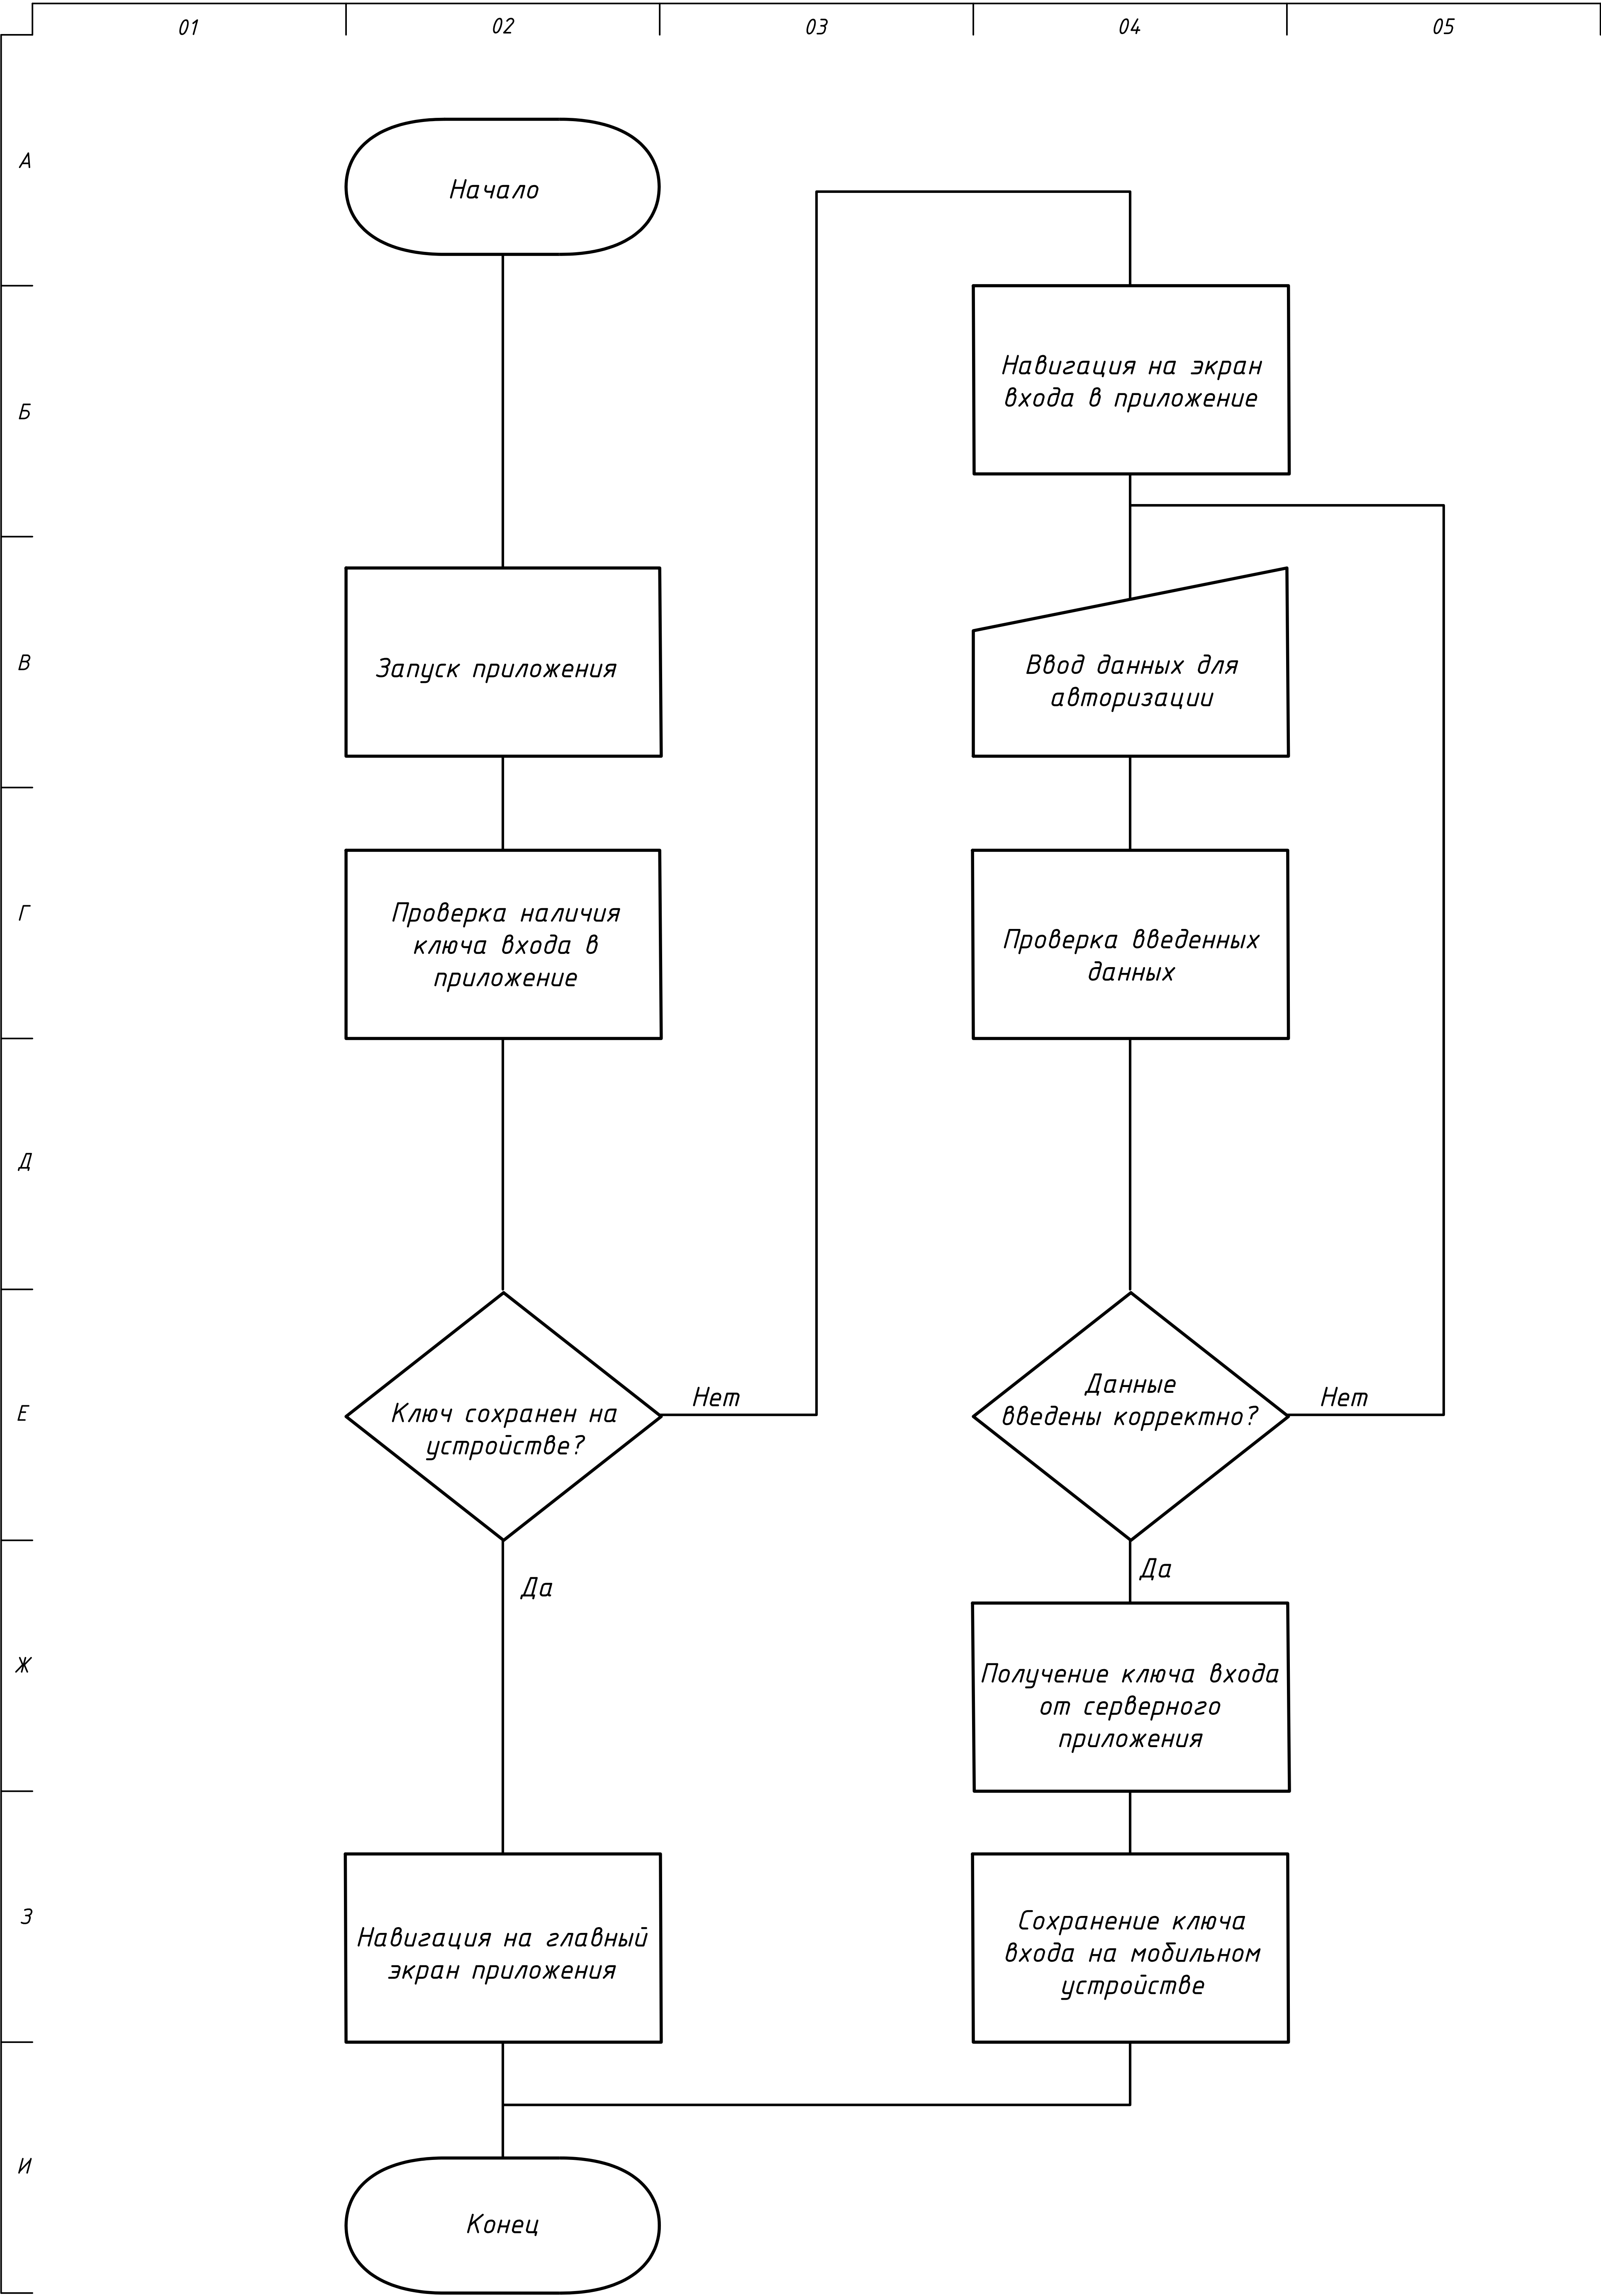 01
02
03
04
05
А
Б
В
Г
Д
Е
Ж
З
И
Начало
Запуск приложения
Проверка наличия
ключа входа в
приложение
Ключ сохранен на
устройстве?
Нет
Да
Навигация на главный
экран приложения
Конец
Навигация на экран
входа в приложение
Ввод данных для
авторизации
Проверка введенных
данных
Данные
введены корректно?
Нет
Да
Получение ключа входа
от серверного
приложения
Сохранение ключа
входа на мобильном
устройстве